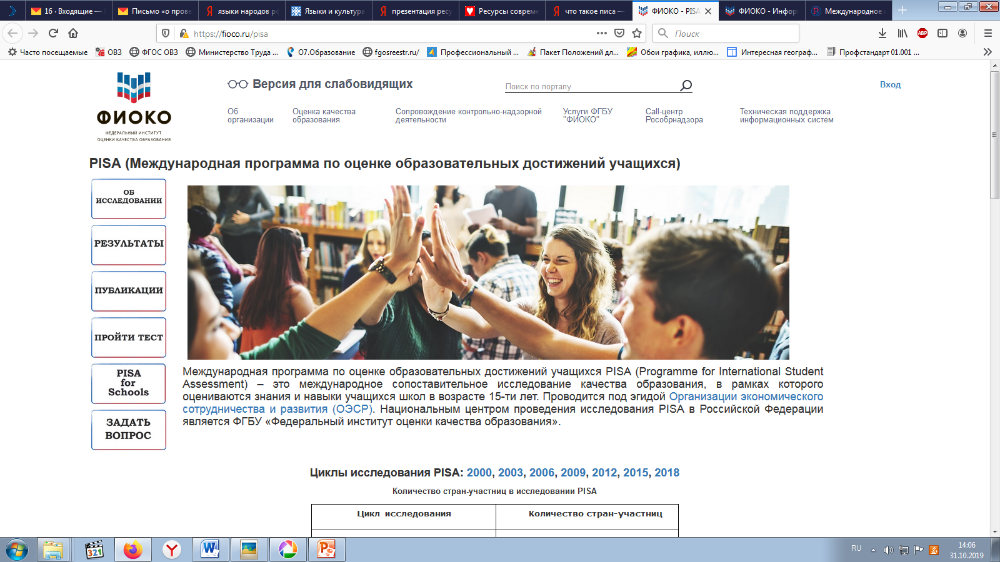 16 · Входящие —
Письмо «о прове
языки народов рф
Языки и культура
презентация ресу
Ресурсы совреме
что такое писа —
ФИОКО - PISA
ФИОКО - Инфор
Международное
https://fioco.ru/pisa
Поиск
Часто посещаемые
ОВЗ
ФГОС ОВЗ
Министерство Труда ...
О7.Образование
fgosreestr.ru/
Профессиональный ...
Пакет Положений дл...
Обои графика, иллю...
Интересная географ...
Профстандарт 01.001 ...
ФИОКО
ФЕДЕРАЛЬНЫЙ ИНСТИТУТ
ОЦЕНКИ КАЧЕСТВА ОБРАЗОВАНИЯ
Версия для слабовидящих
Поиск по порталу
Вход
Об
организации
Оценка качества
образования
Сопровождение контрольно-надзорной
деятельности
Услуги ФГБУ
"ФИОКО"
Call-центр
Рособрнадзора
Техническая поддержка
информационных систем
PISA (Международная программа по оценке образовательных достижений учащихся)
ОБ
ИССЛЕДОВАНИИ
РЕЗУЛЬТАТЫ
ПУБЛИКАЦИИ
ПРОЙТИ ТЕСТ
PISA
for
Schools
ЗАДАТЬ
ВОПРОС
Международная программа по оценке образовательных достижений учащихся PISA (Programme for International Student
Assessment) – это международное сопоставительное исследование качества образования, в рамках которого
оцениваются знания и навыки учащихся школ в возрасте 15-ти лет. Проводится под эгидой Организации экономического
сотрудничества и развития (ОЭСР). Национальным центром проведения исследования PISA в Российской Федерации
является ФГБУ «Федеральный институт оценки качества образования».
Циклы исследования PISA: 2000, 2003, 2006, 2009, 2012, 2015, 2018
Количество стран-участниц в исследовании PISA
Цикл исследования
Количество стран-участниц
321
RU
14:06
31.10.2019